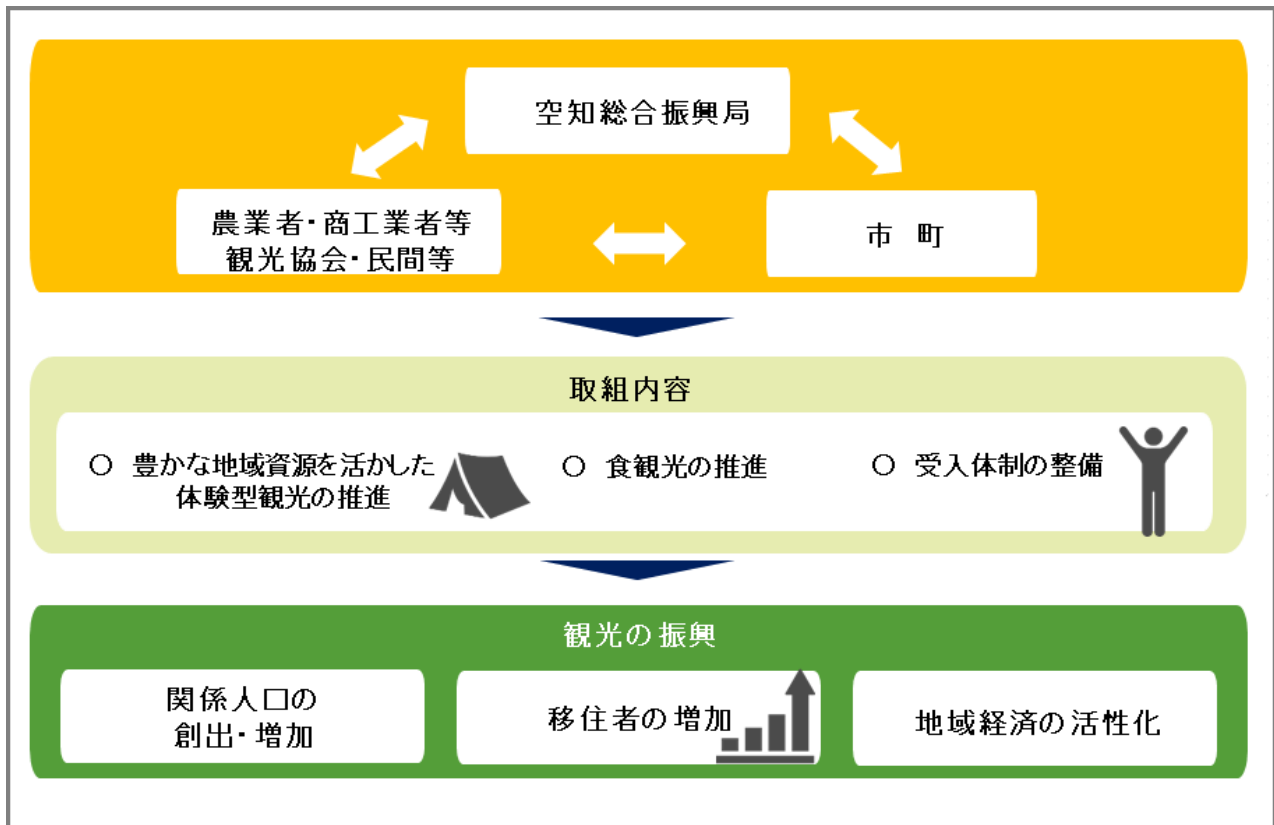 空知総合振興局
農業者・商工業者等
観光協会・民間等
市 町
取組内容
○ 豊かな地域資源を活かした
体験型観光の推進
○ 食観光の推進
○ 受入体制の整備
観光の振興
関係人口の
創出・増加
移住者の増加
地域経済の活性化